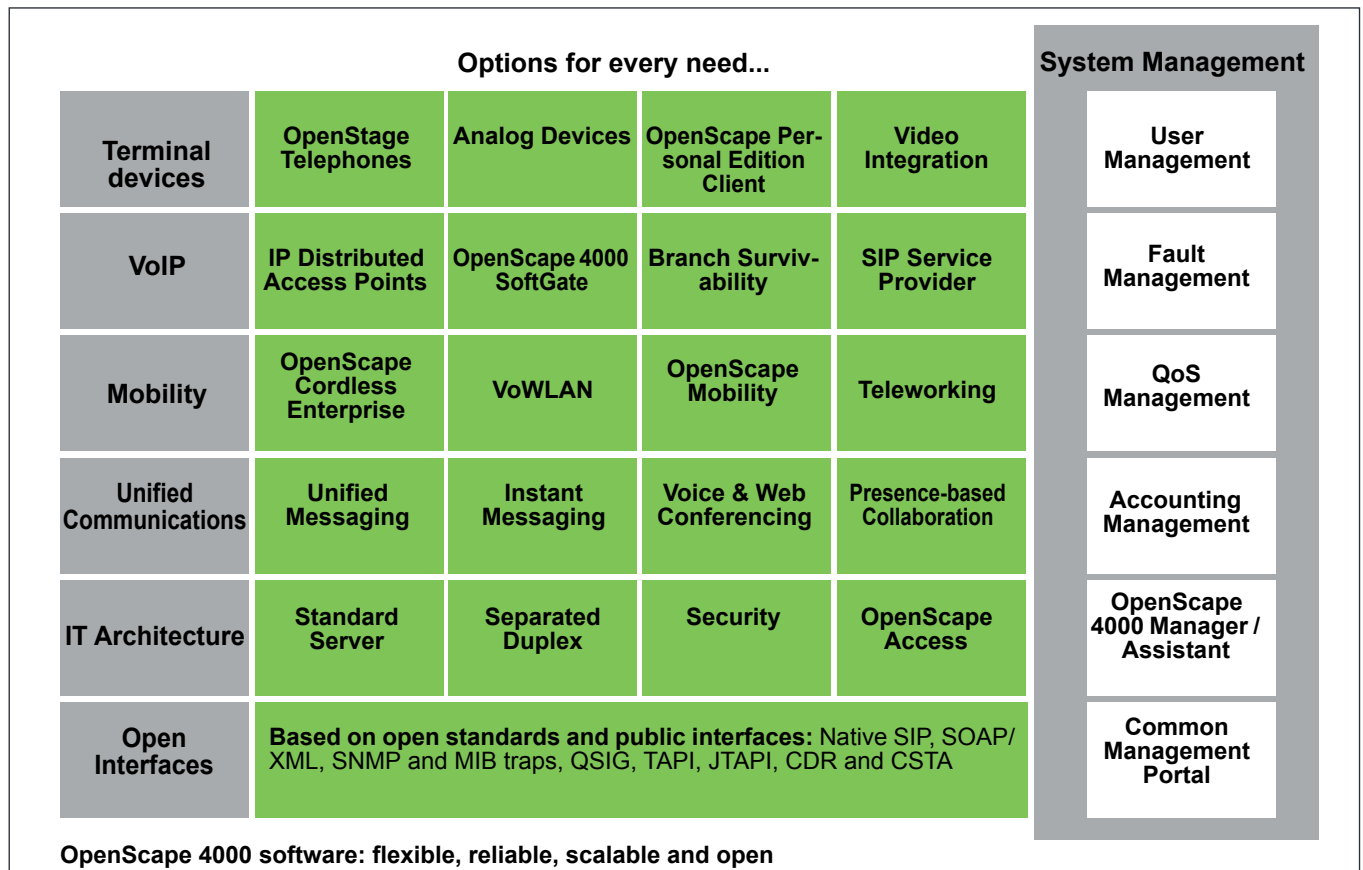 Options for every need...
System Management
Terminal
devices
OpenStage
Telephones
Analog Devices
OpenScape Per-
sonal Edition
Client
Video
Integration
User
Management
VoIP
IP Distributed
Access Points
OpenScape 4000
SoftGate
Branch Surviv-
ability
SIP Service
Provider
Fault
Management
Mobility
OpenScape
Cordless
Enterprise
VoWLAN
OpenScape
Mobility
Teleworking
QoS
Management
Unified
Communications
Unified
Messaging
Instant
Messaging
Voice & Web
Conferencing
Presence-based
Collaboration
Accounting
Management
IT Architecture
Standard
Server
Separated
Duplex
Security
OpenScape
Access
OpenScape
4000 Manager /
Assistant
Open
Interfaces
Based on open standards and public interfaces: Native SIP, SOAP/
XML, SNMP and MIB traps, QSIG, TAPI, JTAPI, CDR and CSTA
Common
Management
Portal
OpenScape 4000 software: flexible, reliable, scalable and open